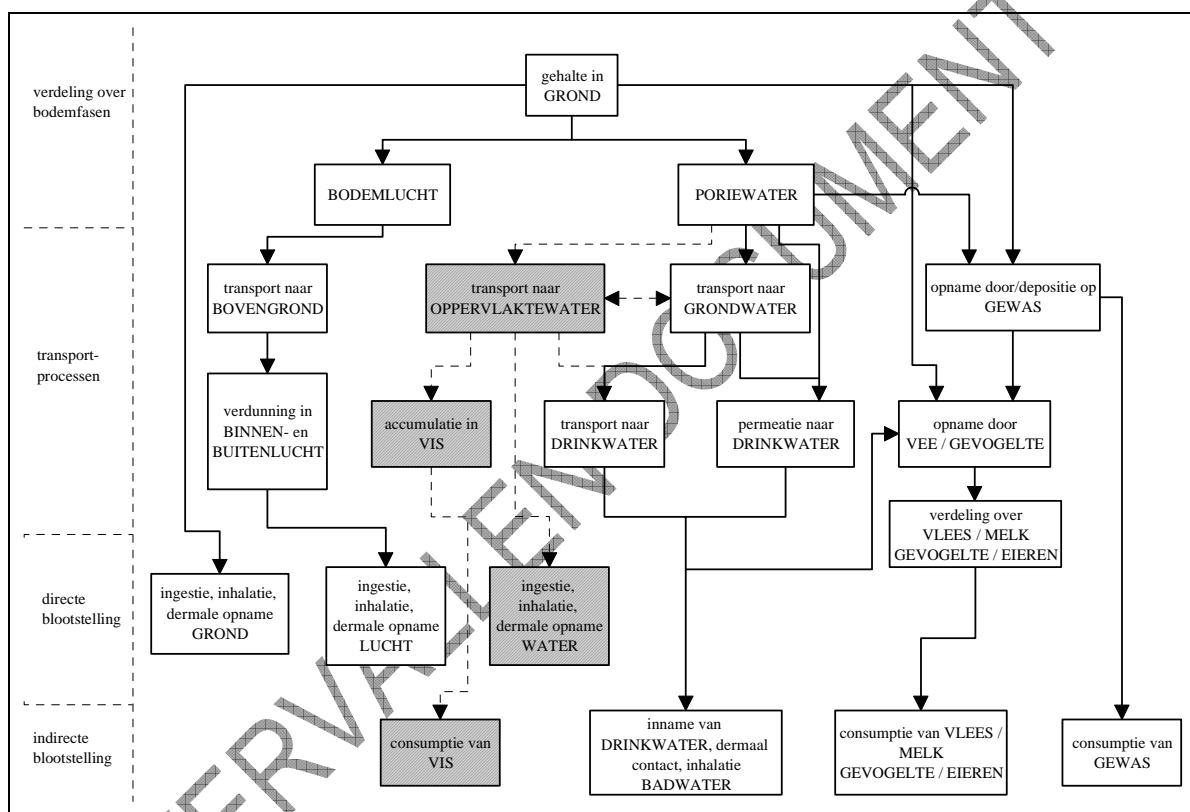 verdeling over
bodemfasen
gehalte in
GROND
BODEMLUCHT
PORIEWATER
transport-
processen
transport naar
BOVENGROND
transport naar
OPPERVLAKTEWATER
transport naar
GRONDWATER
opname door/depositie op
GEWAS
verdunning in
BINNEN- en
BUITENLUCHT
accumulatie in
VIS
transport naar
DRINKWATER
permeatie naar
DRINKWATER
opname door
VEE / GEVOGELTE
verdeling over
VLEES / MELK
GEVOGELTE / EIEREN
directe
blootstelling
ingestie, inhalatie,
dermale opname
GROND
ingestie,
inhalatie,
dermale opname
LUCHT
ingestie,
inhalatie,
dermale opname
WATER
indirecte
blootstelling
consumptie van
VIS
inname van
DRINKWATER, dermaal
contact, inhalatie
BADWATER
consumptie van VLEES /
MELK
GEVOGELTE / EIEREN
consumptie van
GEWAS
VERVALLEN DOCUMENT